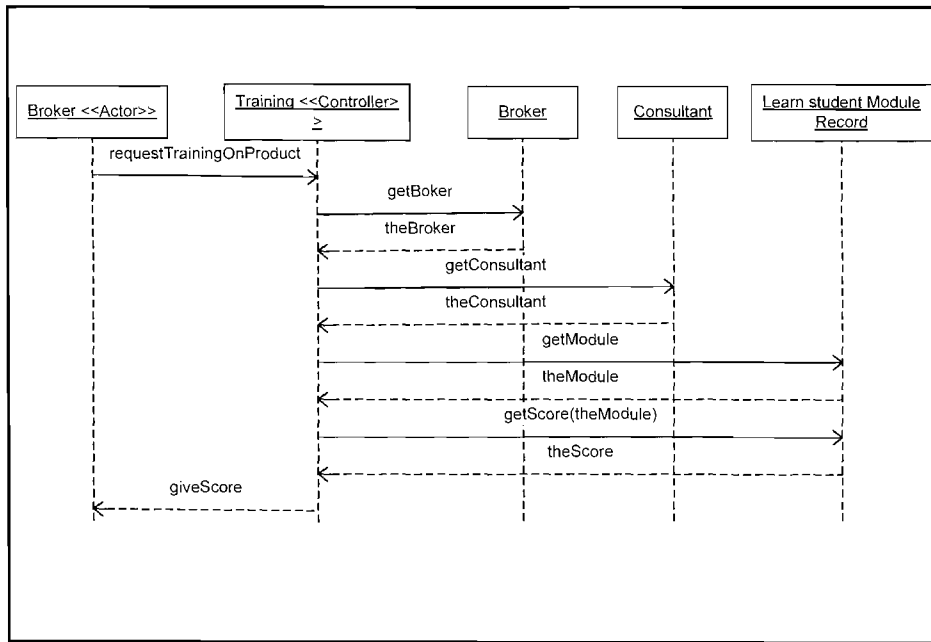 Broker <<Actor>>
Training <<Controller>
>
Broker
Consultant
Learn student Module
Record
requestTrainingOnProduct
getBoker
theBroker
getConsultant
theConsultant
getModule
theModule
getScore(theModule)
theScore
giveScore